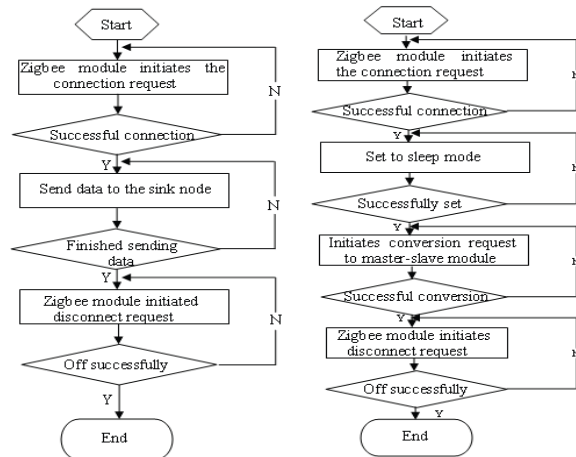 Start
Zigbee module initiates the
connection request
N
Successful connection
Y
Send data to the sink node
N
Finished sending
data
Y
Zigbee module initiated
disconnect request
N
Off successfully
Y
End
Start
Zigbee module initiates
the connection request
Successful connection
Y
Set to sleep mode
Successfully set
Y
Initiates conversion request
to master-slave module
Successful conversion
Y
Zigbee module initiates
disconnect request
Off successfully
Y
End